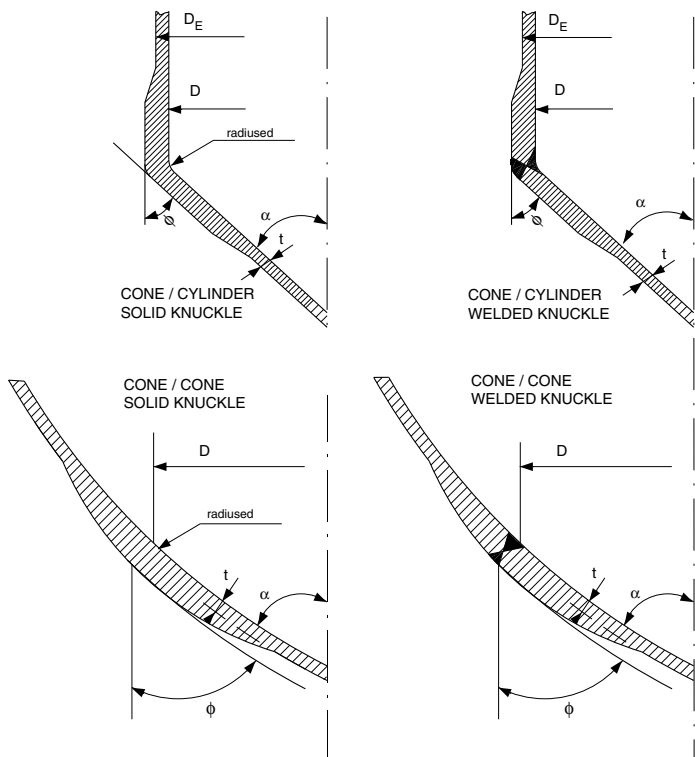 D_E
D
radiused
α
ϕ
t
CONE / CYLINDER
SOLID KNUCKLE
D_E
D
α
ϕ
t
CONE / CYLINDER
WELDED KNUCKLE
CONE / CONE
SOLID KNUCKLE
D
radiused
t
α
ϕ
CONE / CONE
WELDED KNUCKLE
D
t
α
ϕ